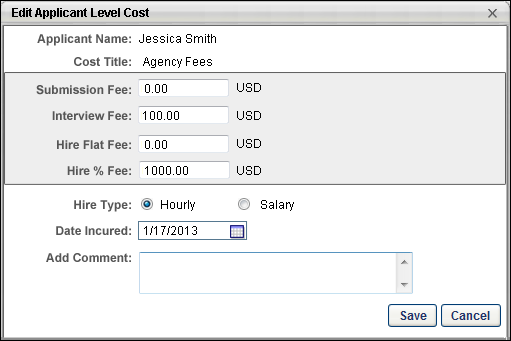 Edit Applicant Level Cost
Applicant Name: Jessica Smith
Cost Title: Agency Fees
Submission Fee: 0.00 USD
Interview Fee: 100.00 USD
Hire Flat Fee: 0.00 USD
Hire % Fee: 1000.00 USD
Hire Type: Hourly Salary
Date Incured: 1/17/2013
Add Comment:
Save Cancel